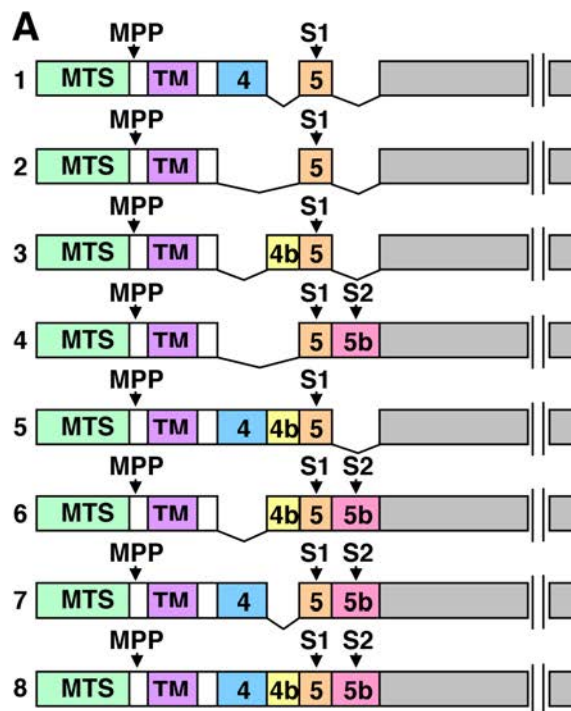 A
MPP S1
1 MTS TM 4 5
MPP S1
2 MTS TM 5
MPP S1
3 MTS TM 4b 5
MPP S1 S2
4 MTS TM 5 5b
MPP S1
5 MTS TM 4 4b 5
MPP S1 S2
6 MTS TM 4b 5 5b
MPP S1 S2
7 MTS TM 4 5 5b
MPP S1 S2
8 MTS TM 4 4b 5 5b